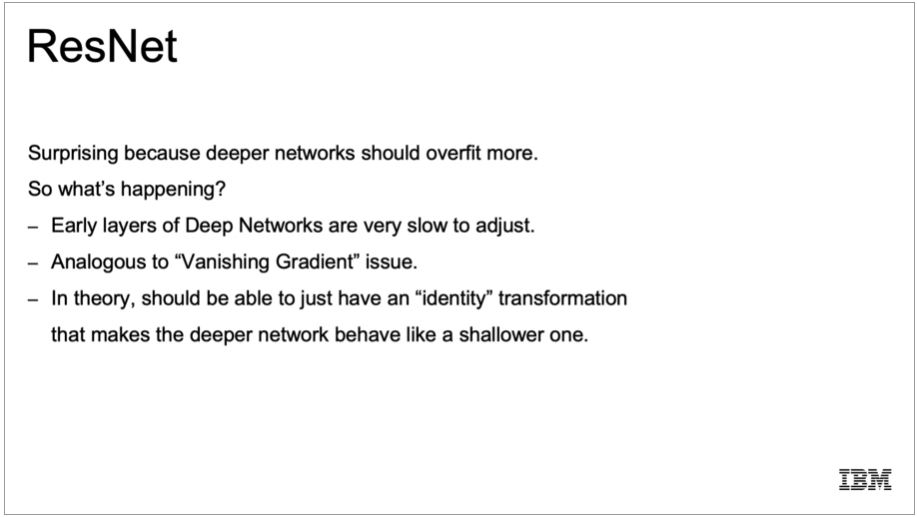 ResNet
Surprising because deeper networks should overfit more.
So what’s happening?
– Early layers of Deep Networks are very slow to adjust.
– Analogous to “Vanishing Gradient” issue.
– In theory, should be able to just have an “identity” transformation
that makes the deeper network behave like a shallower one.
IBM